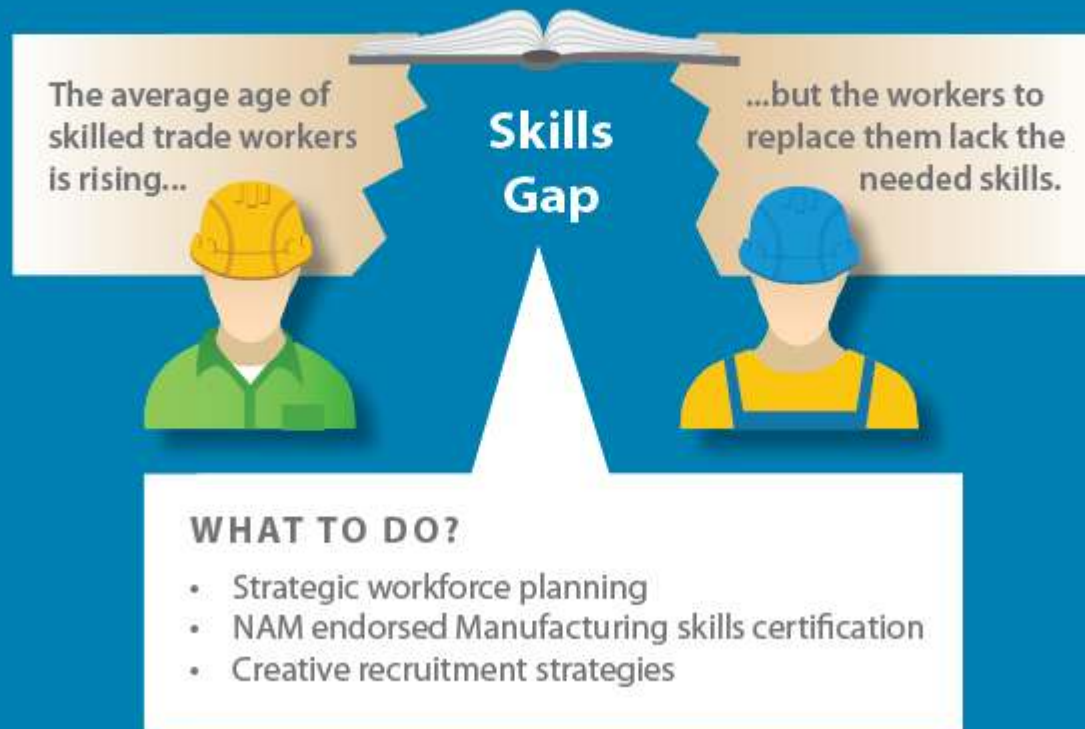 The average age of
skilled trade workers
is rising...
Skills
Gap
...but the workers to
replace them lack the
needed skills.
WHAT TO DO?
• Strategic workforce planning
• NAM endorsed Manufacturing skills certification
• Creative recruitment strategies